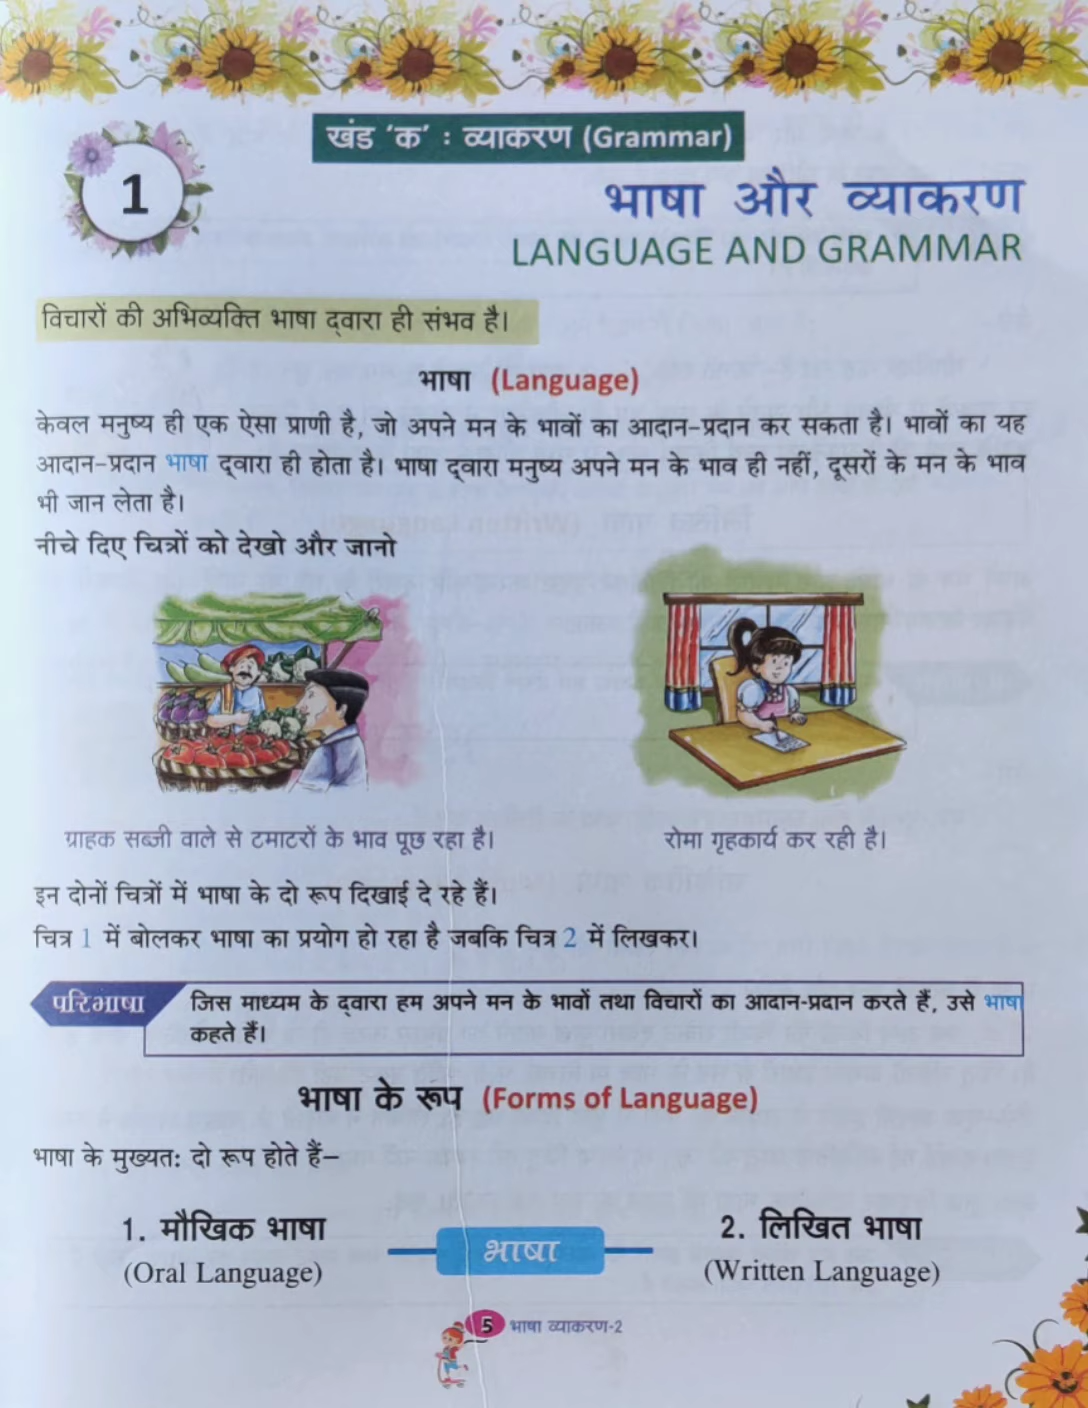 खंड 'क' : व्याकरण (Grammar)
1
भाषा और व्याकरण
LANGUAGE AND GRAMMAR
विचारों की अभिव्यक्ति भाषा द्वारा ही संभव है।
भाषा (Language)
केवल मनुष्य ही एक ऐसा प्राणी है, जो अपने मन के भावों का आदान-प्रदान कर सकता है। भावों का यह
आदान-प्रदान भाषा द्वारा ही होता है। भाषा द्वारा मनुष्य अपने मन के भाव ही नहीं, दूसरों के मन के भाव
भी जान लेता है।
नीचे दिए चित्रों को देखो और जानो
ग्राहक सब्जी वाले से टमाटरों के भाव पूछ रहा है।
रोमा गृहकार्य कर रही है।
इन दोनों चित्रों में भाषा के दो रूप दिखाई दे रहे हैं।
चित्र 1 में बोलकर भाषा का प्रयोग हो रहा है जबकि चित्र 2 में लिखकर।
परिभाषा
जिस माध्यम के द्वारा हम अपने मन के भावों तथा विचारों का आदान-प्रदान करते हैं, उसे भाषा
कहते हैं।
भाषा के रूप (Forms of Language)
भाषा के मुख्यतः दो रूप होते हैं–
1. मौखिक भाषा
(Oral Language)
भाषा
2. लिखित भाषा
(Written Language)
5 भाषा व्याकरण-2